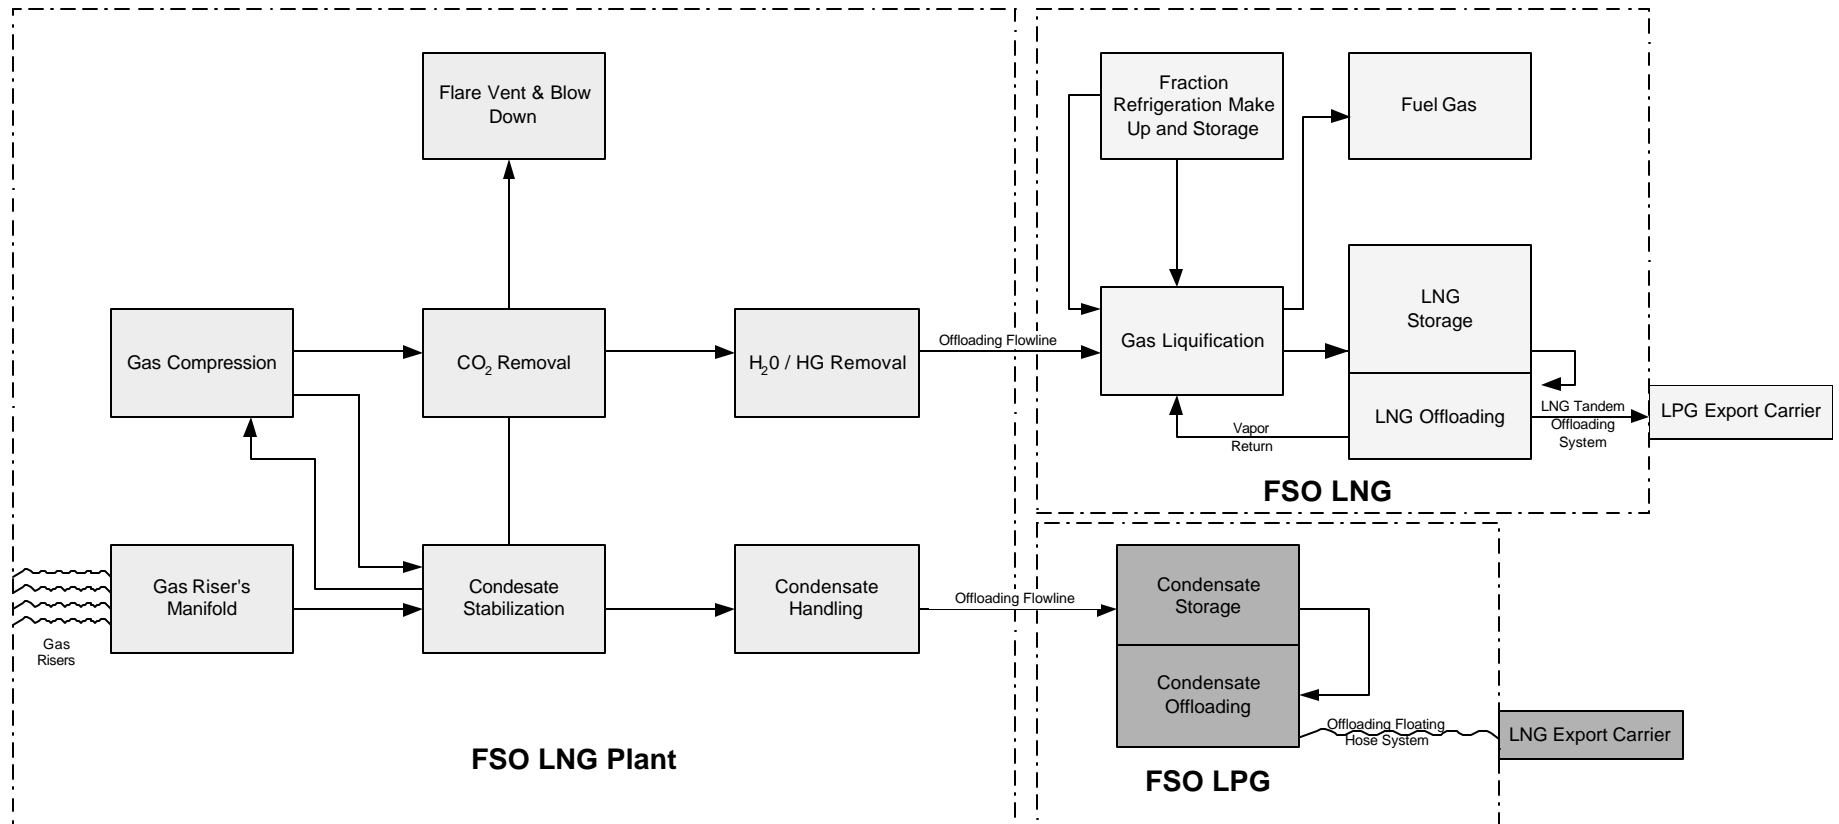 Flare Vent & Blow
Down
Gas Compression
CO2 Removal
H20 / HG Removal
Offloading Flowline
Gas Riser's
Manifold
Gas
Risers
Condesate
Stabilization
Condensate
Handling
Offloading Flowline
FSO LNG Plant
Fraction
Refrigeration Make
Up and Storage
Fuel Gas
Gas Liquification
LNG
Storage
LNG Offloading
Vapor
Return
LNG Tandem
Offloading
System
LPG Export Carrier
FSO LNG
Condensate
Storage
Condensate
Offloading
Offloading Floating
Hose System
LNG Export Carrier
FSO LPG